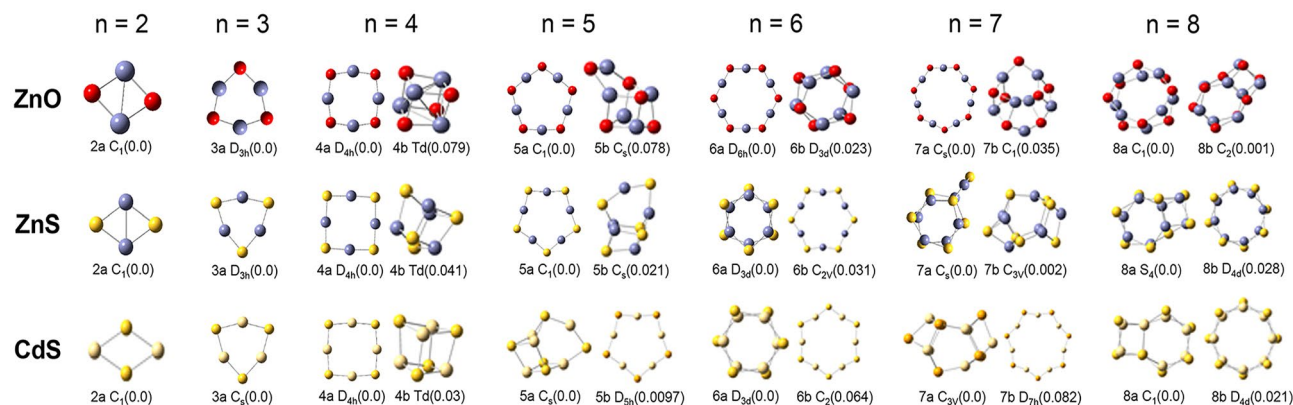 n = 2 n = 3 n = 4 n = 5 n = 6 n = 7 n = 8
ZnO
2a C1(0.0) 3a D3h(0.0) 4a D4h(0.0) 4b Td(0.079) 5a C1(0.0) 5b Cs(0.078) 6a D6h(0.0) 6b D3d(0.023) 7a Cs(0.0) 7b C1(0.035) 8a C1(0.0) 8b C2(0.001)
ZnS
2a C1(0.0) 3a D3h(0.0) 4a D4h(0.0) 4b Td(0.041) 5a C1(0.0) 5b Cs(0.021) 6a D3d(0.0) 6b C2V(0.031) 7a Cs(0.0) 7b C3V(0.002) 8a S4(0.0) 8b D4d(0.028)
CdS
2a C1(0.0) 3a Cs(0.0) 4a D4h(0.0) 4b Td(0.03) 5a Cs(0.0) 5b D5h(0.0097) 6a D3d(0.0) 6b C2(0.064) 7a C3V(0.0) 7b D7h(0.082) 8a C1(0.0) 8b D4d(0.021)